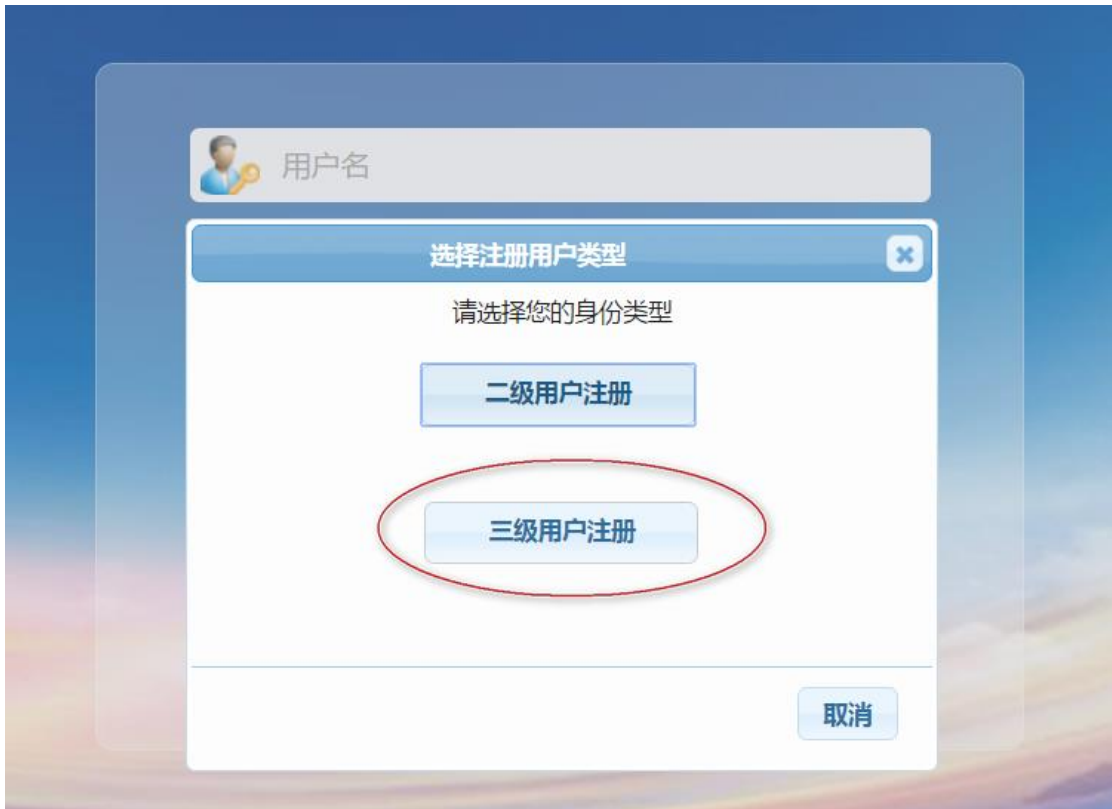 用户名
选择注册用户类型
请选择您的身份类型
二级用户注册
三级用户注册
取消